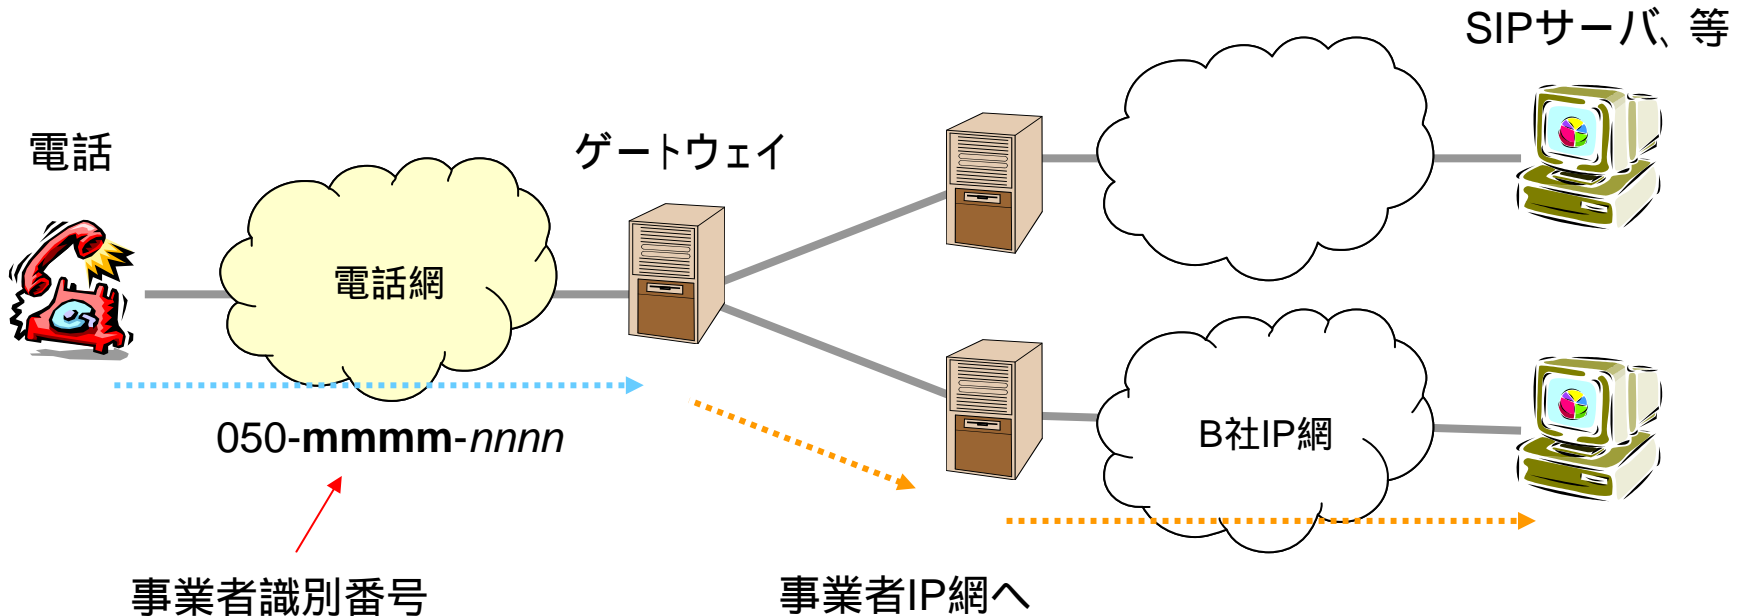 SIPサーバ、等
電話
ゲートウェイ
電話網
B社IP網
050-mmmm-nnnn
事業者識別番号
事業者IP網へ